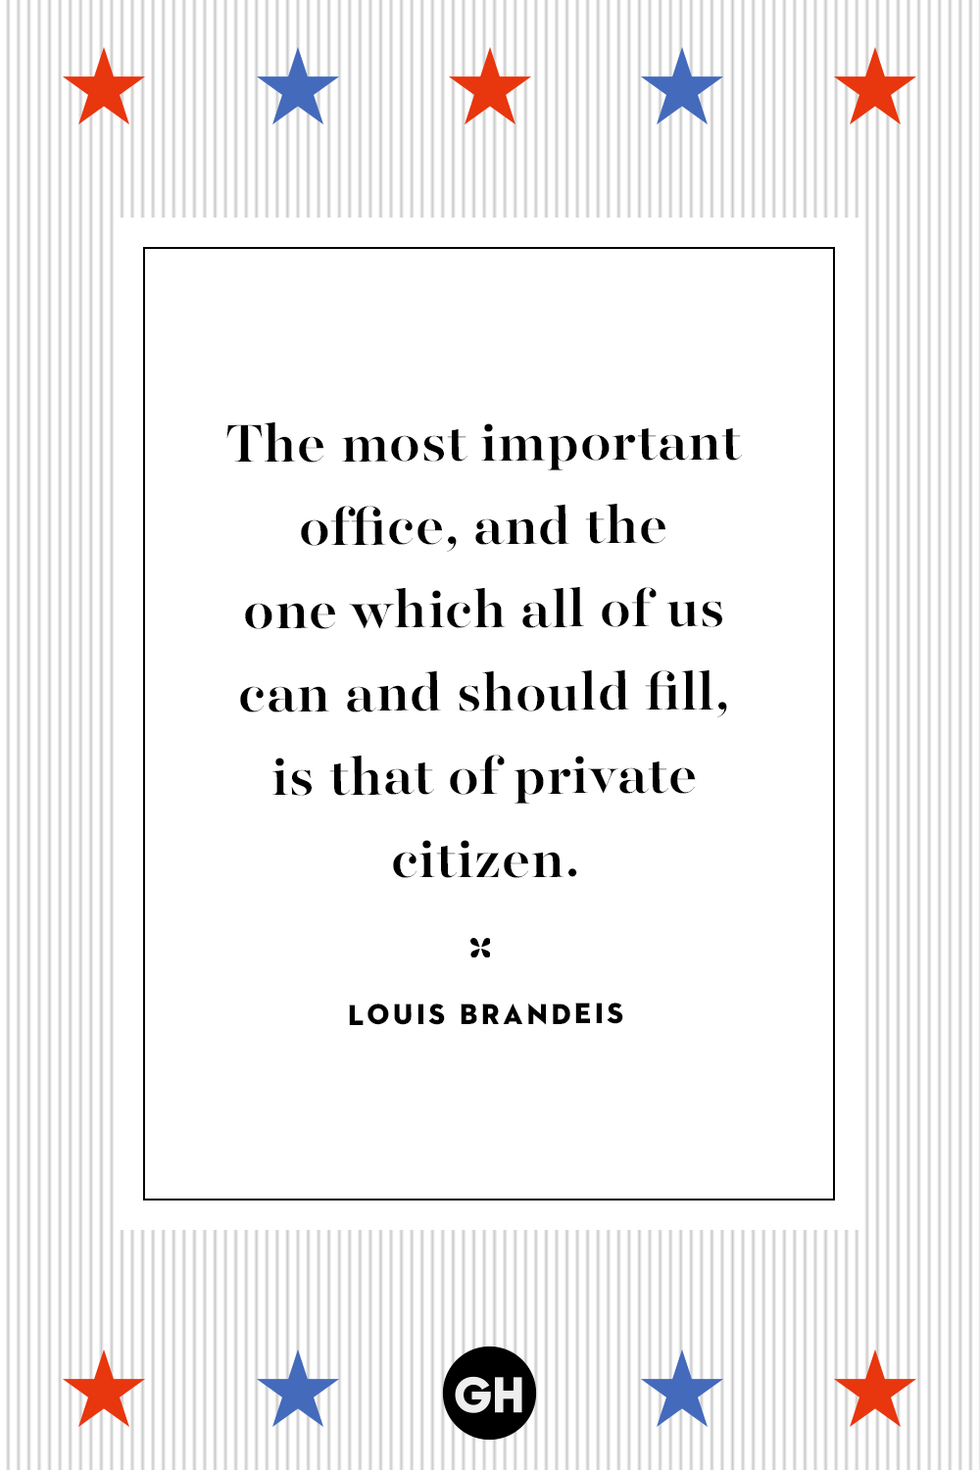 The most important
office, and the
one which all of us
can and should fill,
is that of private
citizen.
LOUIS BRANDEIS
GH